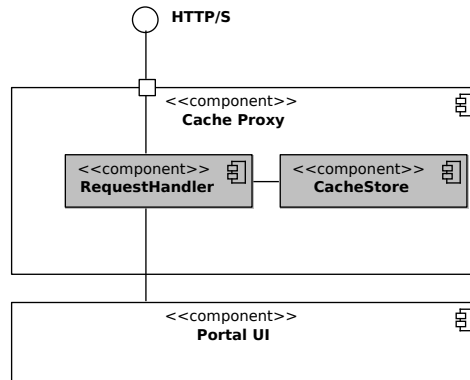 HTTP/S
<<component>>
Cache Proxy
<<component>>
RequestHandler
<<component>>
CacheStore
<<component>>
Portal UI